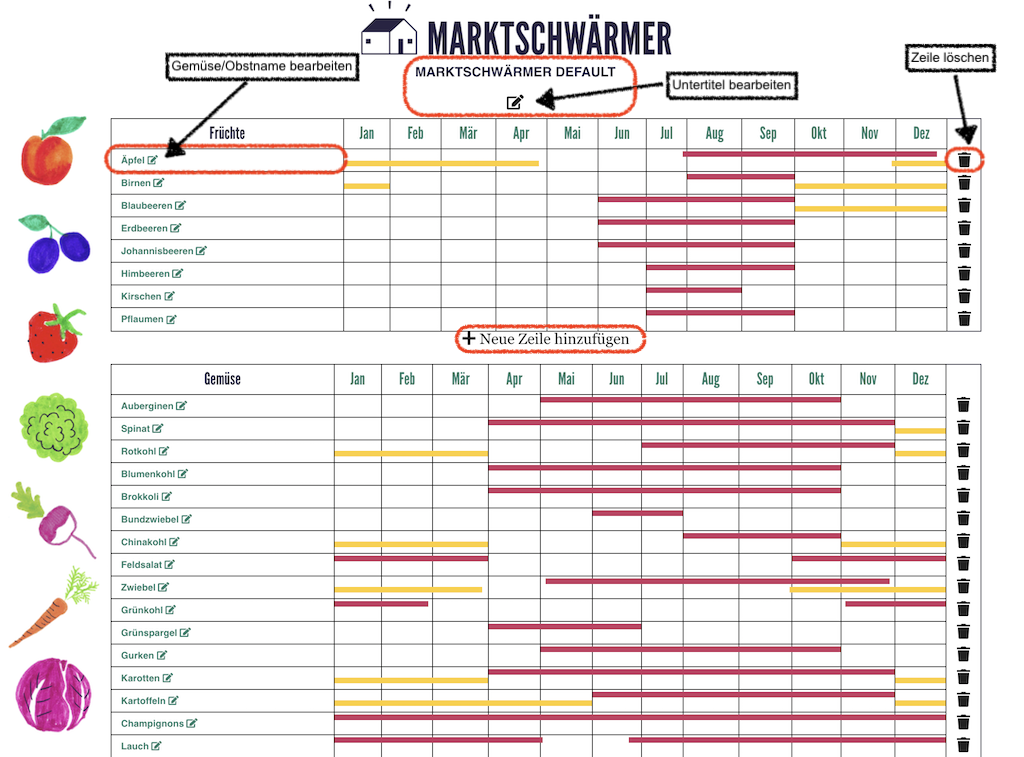 MARKTSCHWÄRMER
Gemüse/Obstname bearbeiten
MARKTSCHWÄRMER DEFAULT
Untertitel bearbeiten
Zeile löschen
Früchte Jan Feb Mär Apr Mai Jun Jul Aug Sep Okt Nov Dez
Äpfel
Birnen
Blaubeeren
Erdbeeren
Johannisbeeren
Himbeeren
Kirschen
Pflaumen
+ Neue Zeile hinzufügen
Gemüse Jan Feb Mär Apr Mai Jun Jul Aug Sep Okt Nov Dez
Auberginen
Spinat
Rotkohl
Blumenkohl
Brokkoli
Bundzwiebel
Chinakohl
Feldsalat
Zwiebel
Grünkohl
Grünspargel
Gurken
Karotten
Kartoffeln
Champignons
Lauch